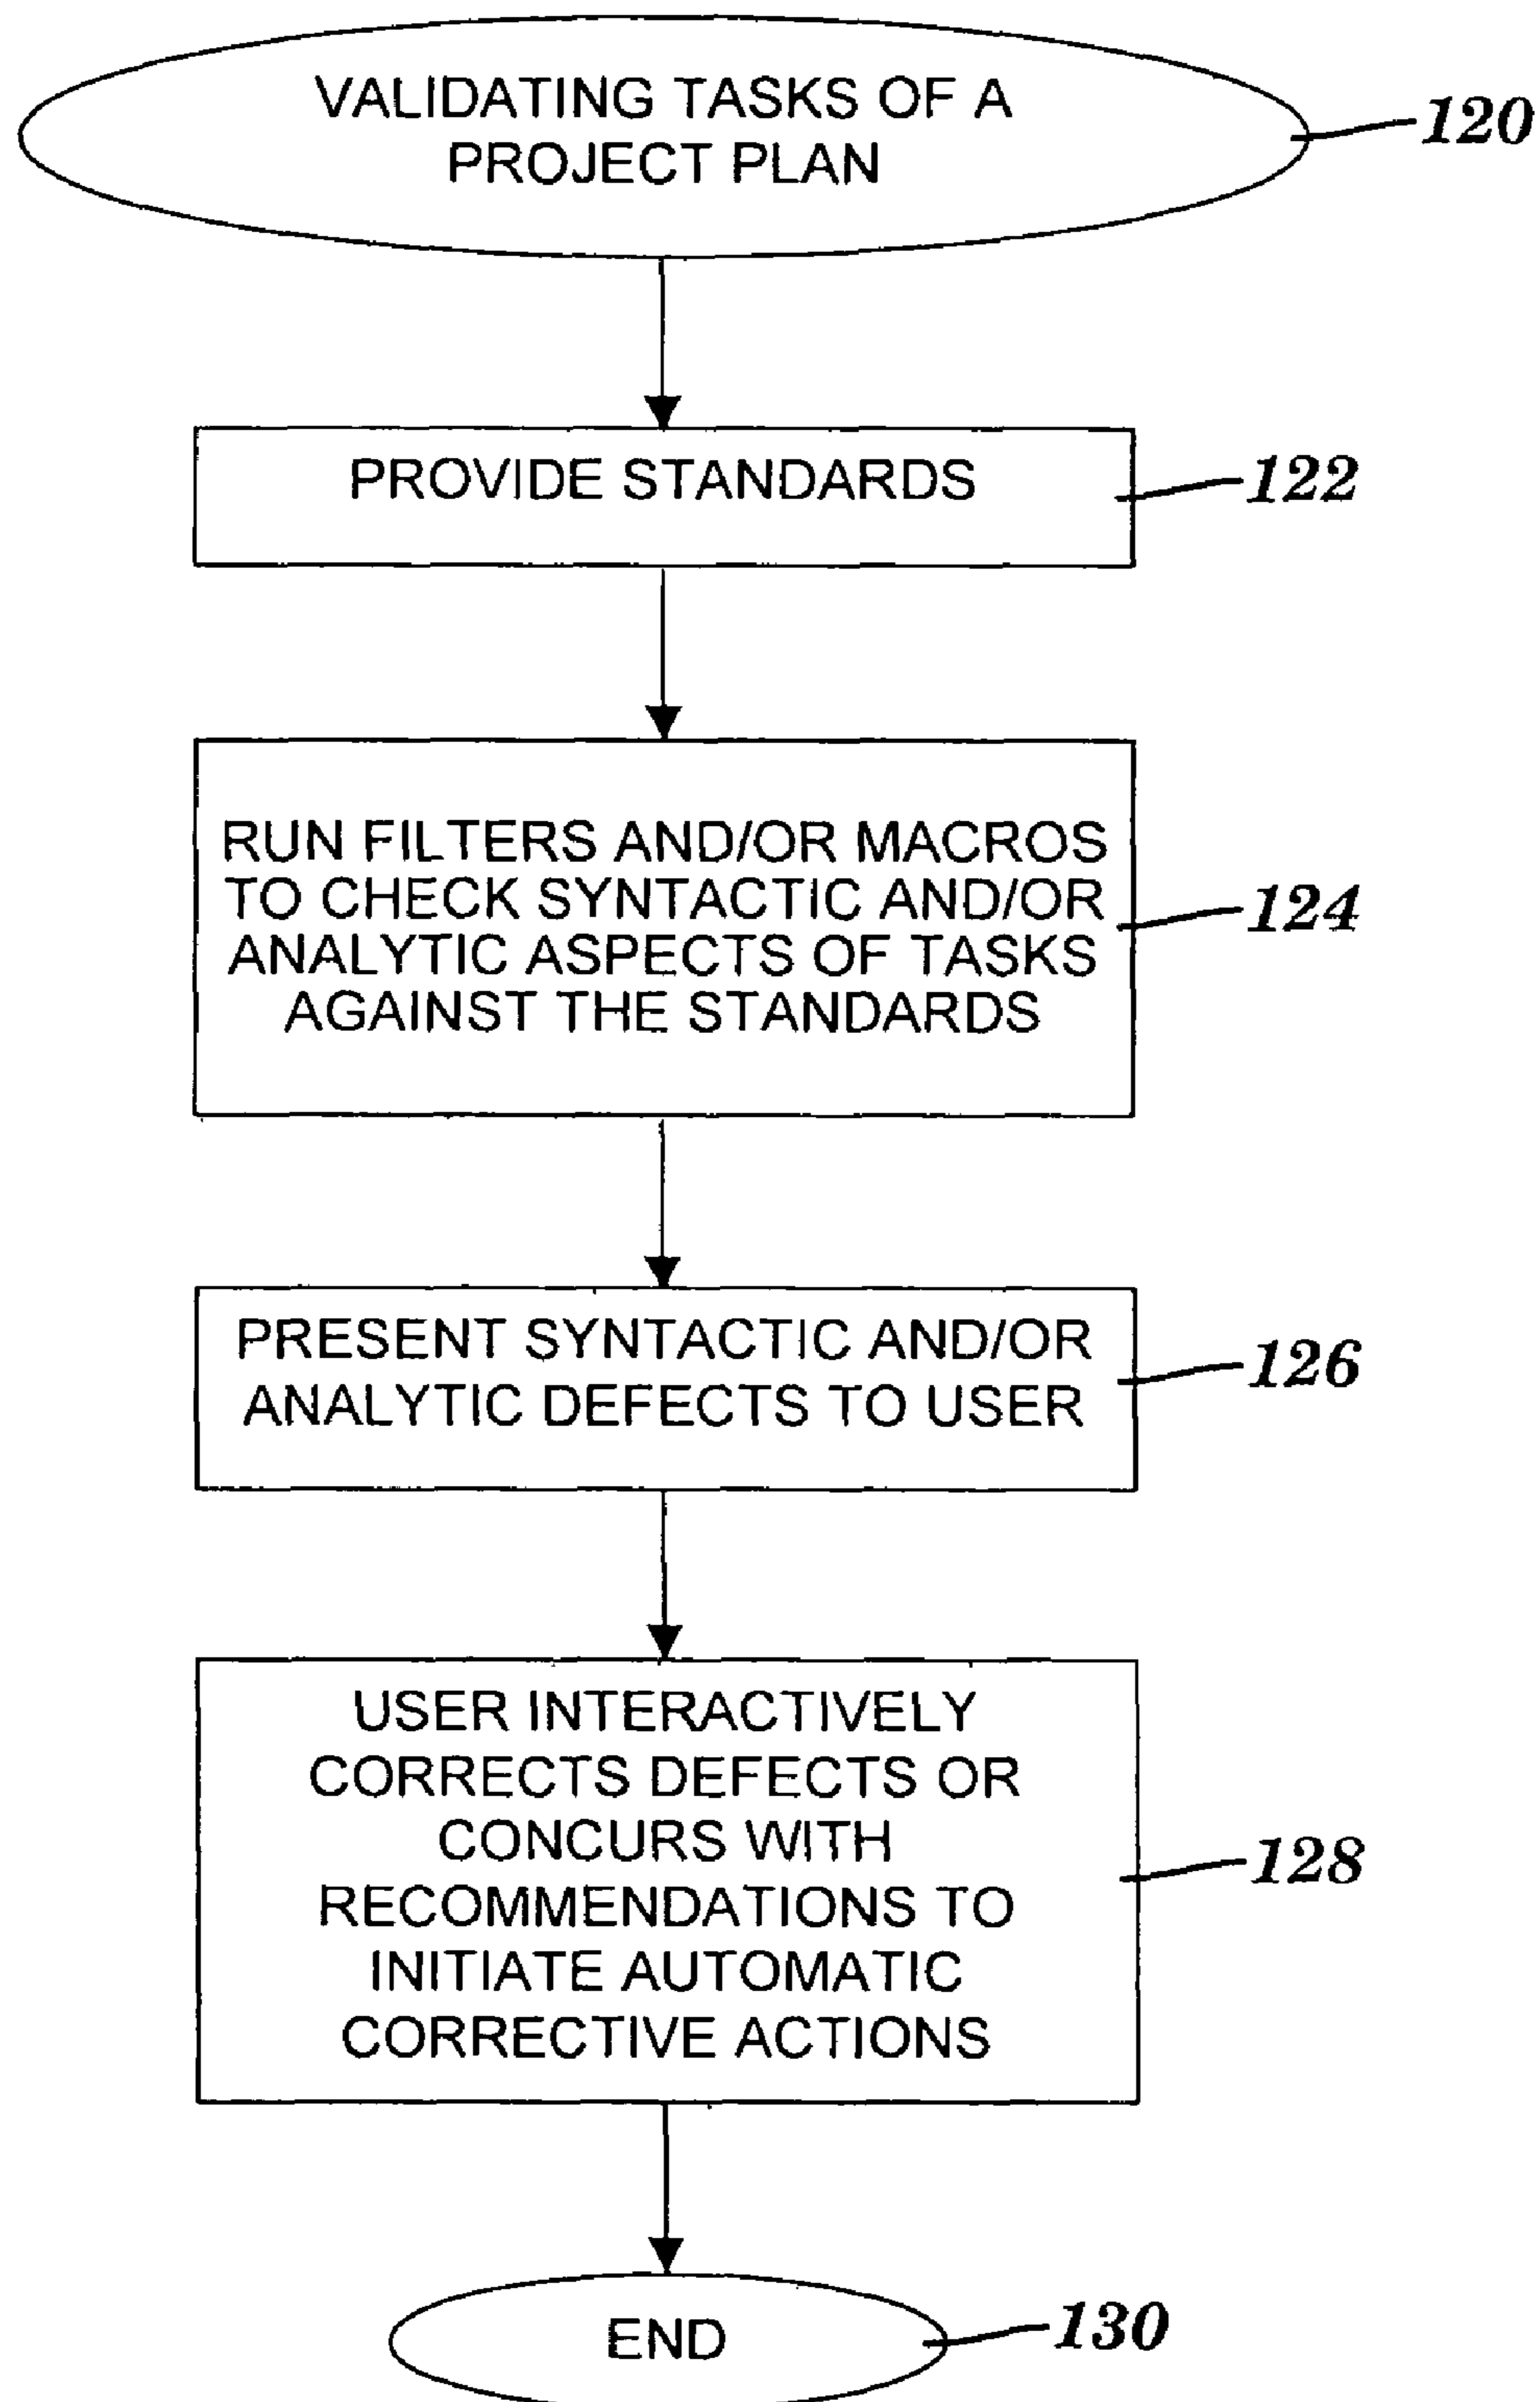 VALIDATING TASKS OF A
PROJECT PLAN
120
PROVIDE STANDARDS
122
RUN FILTERS AND/OR MACROS
TO CHECK SYNTACTIC AND/OR
ANALYTIC ASPECTS OF TASKS
AGAINST THE STANDARDS
124
PRESENT SYNTACTIC AND/OR
ANALYTIC DEFECTS TO USER
126
USER INTERACTIVELY
CORRECTS DEFECTS OR
CONCURS WITH
RECOMMENDATIONS TO
INITIATE AUTOMATIC
CORRECTIVE ACTIONS
128
END
130